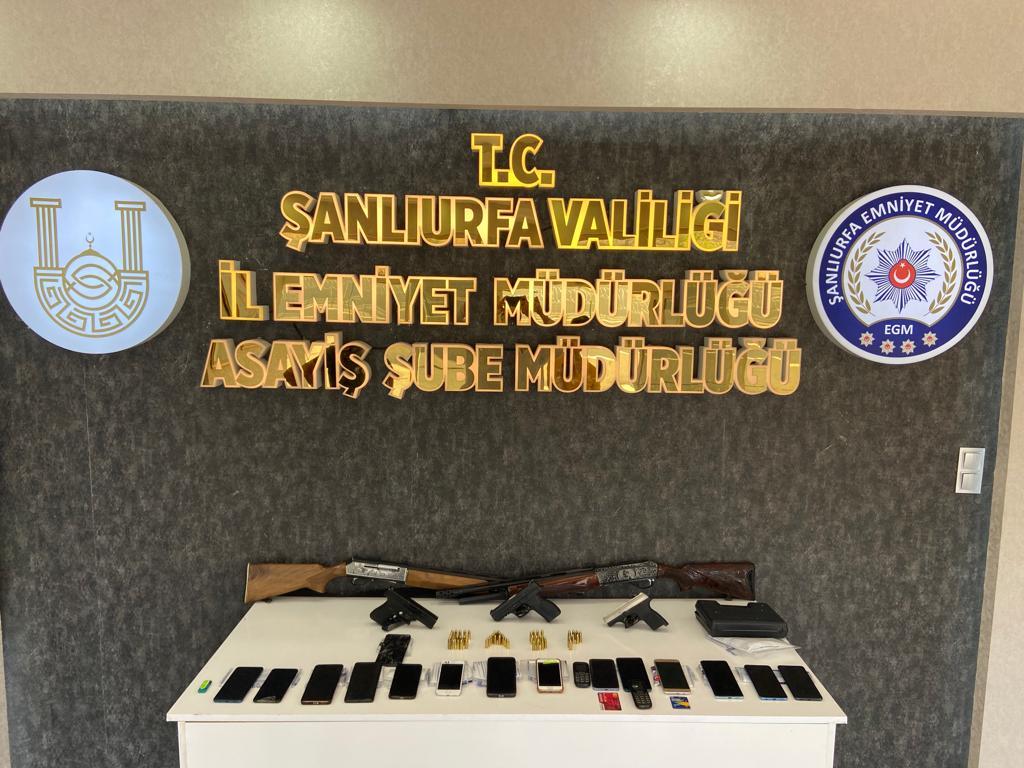 T.C.
ŞANLIURFA VALİLİĞİ
İL EMNİYET MÜDÜRLÜĞÜ
ASAYİŞ ŞUBE MÜDÜRLÜĞÜ
ŞANLIURFA EMNİYET MÜDÜRLÜĞÜ
EGM